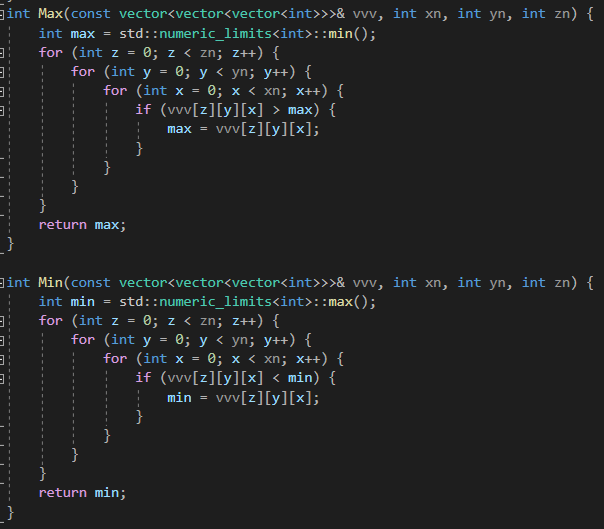 int Max(const vector<vector<vector<int>>>& vvv, int xn, int yn, int zn) {
    int max = std::numeric_limits<int>::min();
    for (int z = 0; z < zn; z++) {
        for (int y = 0; y < yn; y++) {
            for (int x = 0; x < xn; x++) {
                if (vvv[z][y][x] > max) {
                    max = vvv[z][y][x];
                }
            }
        }
    }
    return max;
}
int Min(const vector<vector<vector<int>>>& vvv, int xn, int yn, int zn) {
    int min = std::numeric_limits<int>::max();
    for (int z = 0; z < zn; z++) {
        for (int y = 0; y < yn; y++) {
            for (int x = 0; x < xn; x++) {
                if (vvv[z][y][x] < min) {
                    min = vvv[z][y][x];
                }
            }
        }
    }
    return min;
}